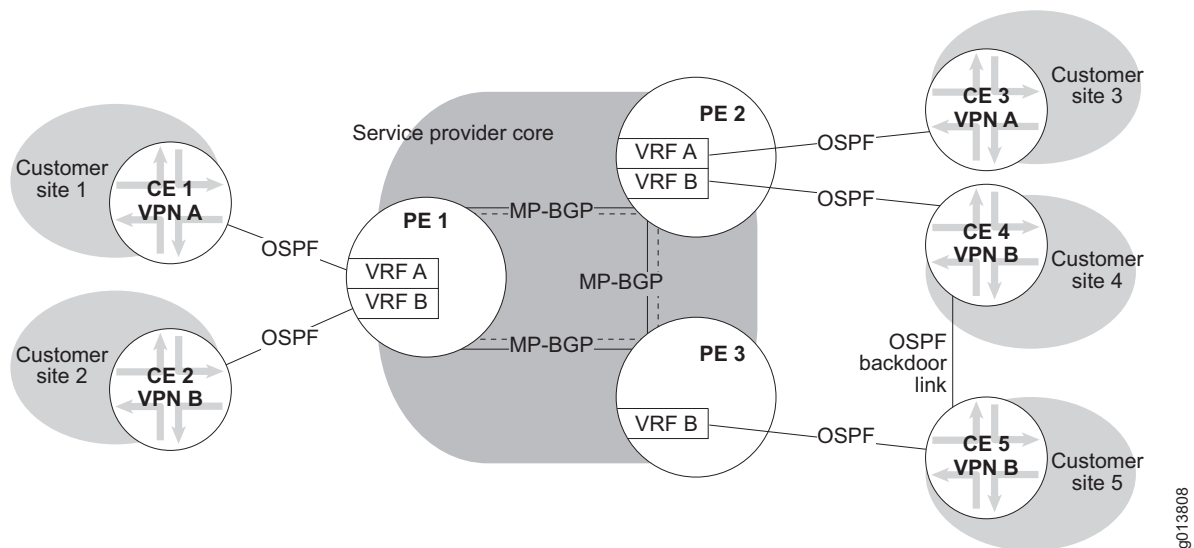 Customer
site 1
CE 1
VPN A
OSPF
Customer
site 2
CE 2
VPN B
OSPF
Service provider core
PE 1
VRF A
VRF B
MP-BGP
MP-BGP
MP-BGP
PE 2
VRF A
VRF B
PE 3
VRF B
OSPF
CE 3
VPN A
Customer
site 3
OSPF
CE 4
VPN B
Customer
site 4
OSPF
backdoor
link
OSPF
CE 5
VPN B
Customer
site 5
g013808